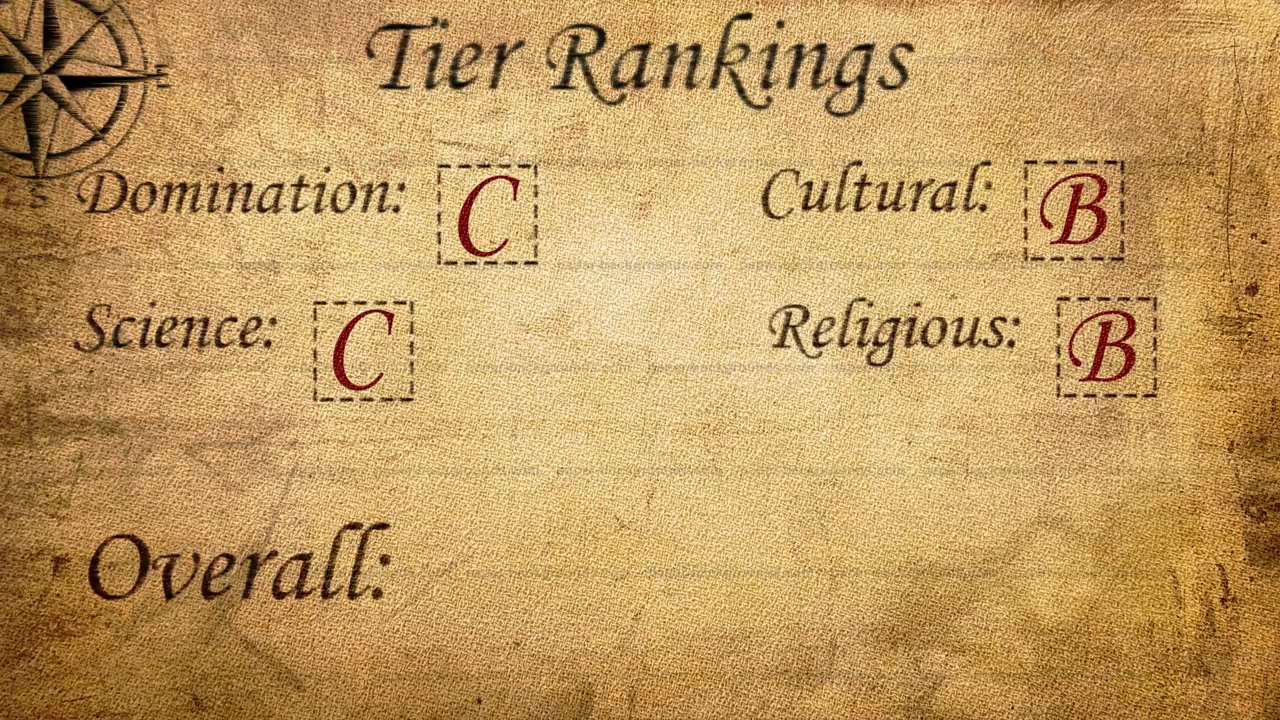 Tier Rankings
Domination: C
Cultural: B
Science: C
Religious: B
Overall:
E
S